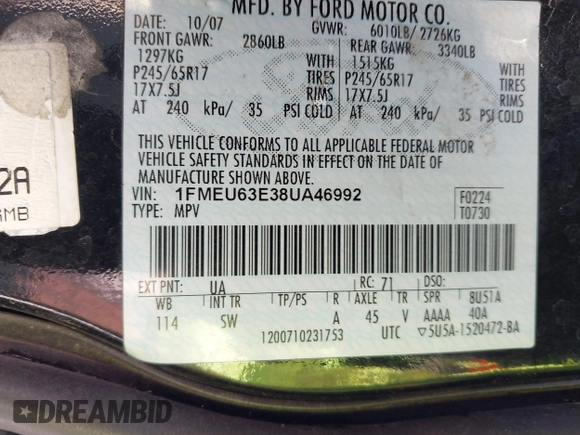 MFD. BY FORD MOTOR CO.
DATE: 10/07 GVWR: 6010LB/ 2726KG
FRONT GAWR: 2860LB REAR GAWR: 3340LB
1297KG WITH 1515KG WITH
P245/65R17 TIRES P245/65R17 TIRES
17X7.5J RIMS 17X7.5J RIMS
AT 240 kPa/ 35 PSI COLD AT 240 kPa/ 35 PSI COLD
THIS VEHICLE CONFORMS TO ALL APPLICABLE FEDERAL MOTOR
VEHICLE SAFETY STANDARDS IN EFFECT ON THE DATE OF
MANUFACTURE SHOWN ABOVE.
VIN: 1FMEU63E38UA46992 F0224
TYPE: MPV T0730
EXT PNT: UA RC: 71 DSO:
WB INT TR TP/PS R AXLE TR SPR 8U51A
114 SW A 45 V AAAA 40A
1200710231753 UTC ▽5U5A-1520472-BA
2A
GMB
DREAMBID